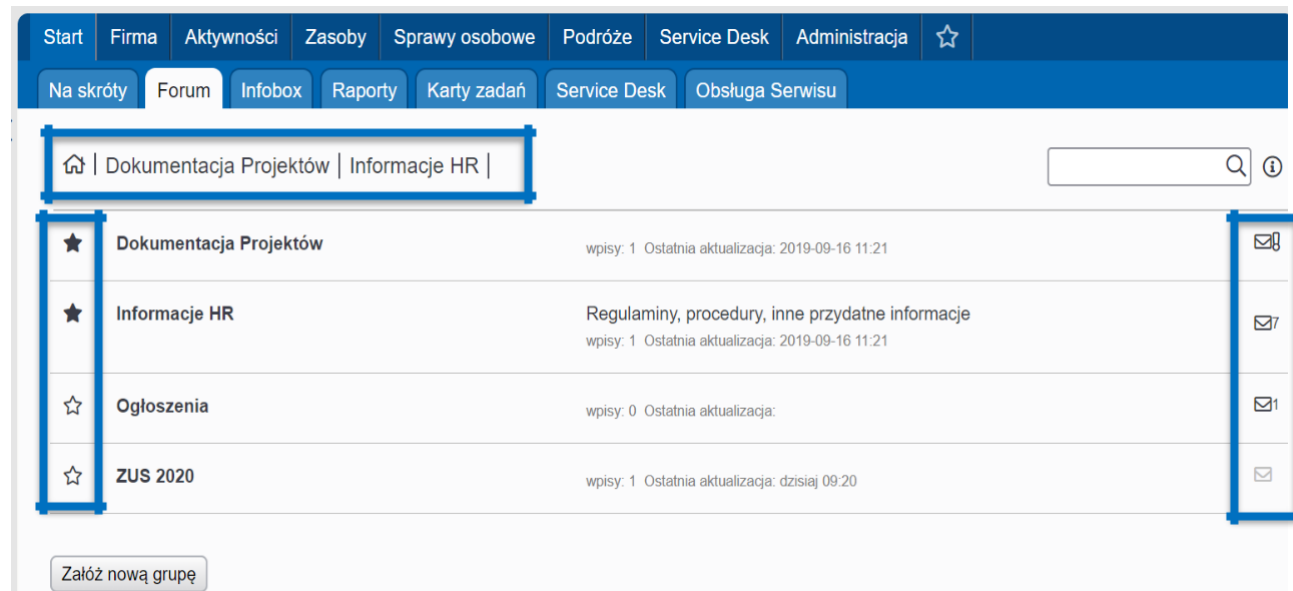 Start Firma Aktywności Zasoby Sprawy osobowe Podróże Service Desk Administracja
Na skróty Forum Infobox Raporty Karty zadań Service Desk Obsługa Serwisu
| Dokumentacja Projektów | Informacje HR |
Dokumentacja Projektów wpisy: 1 Ostatnia aktualizacja: 2019-09-16 11:21
Informacje HR Regulaminy, procedury, inne przydatne informacje
wpisy: 1 Ostatnia aktualizacja: 2019-09-16 11:21 7
Ogłoszenia wpisy: 0 Ostatnia aktualizacja: 1
ZUS 2020 wpisy: 1 Ostatnia aktualizacja: dzisiaj 09:20
Załóż nową grupę